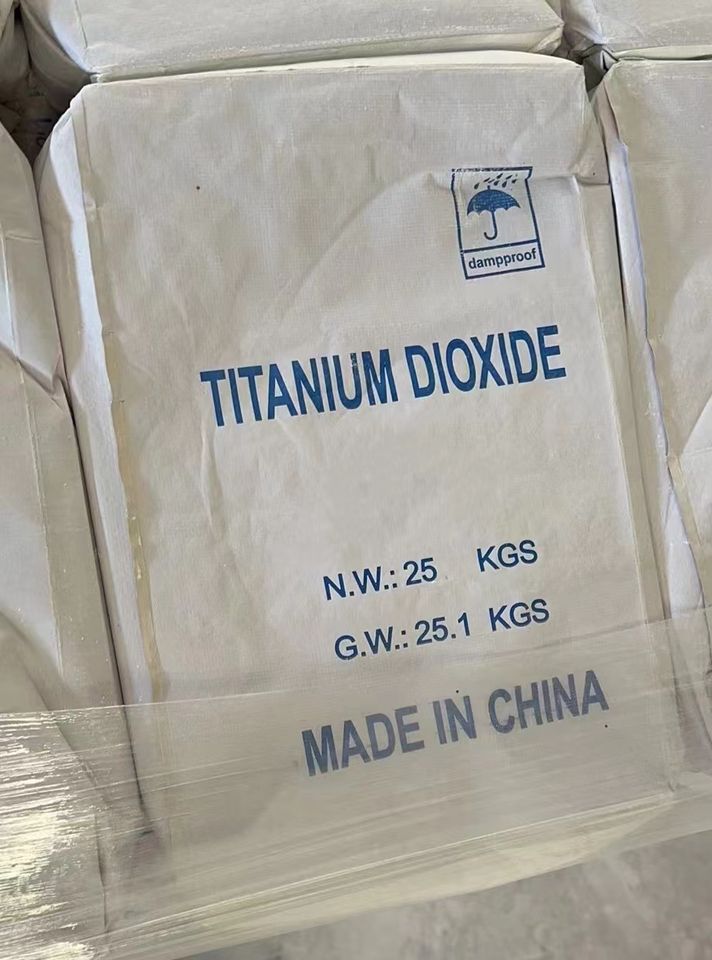 dampproof
TITANIUM DIOXIDE
N.W.: 25 KGS
G.W.: 25.1 KGS
MADE IN CHINA